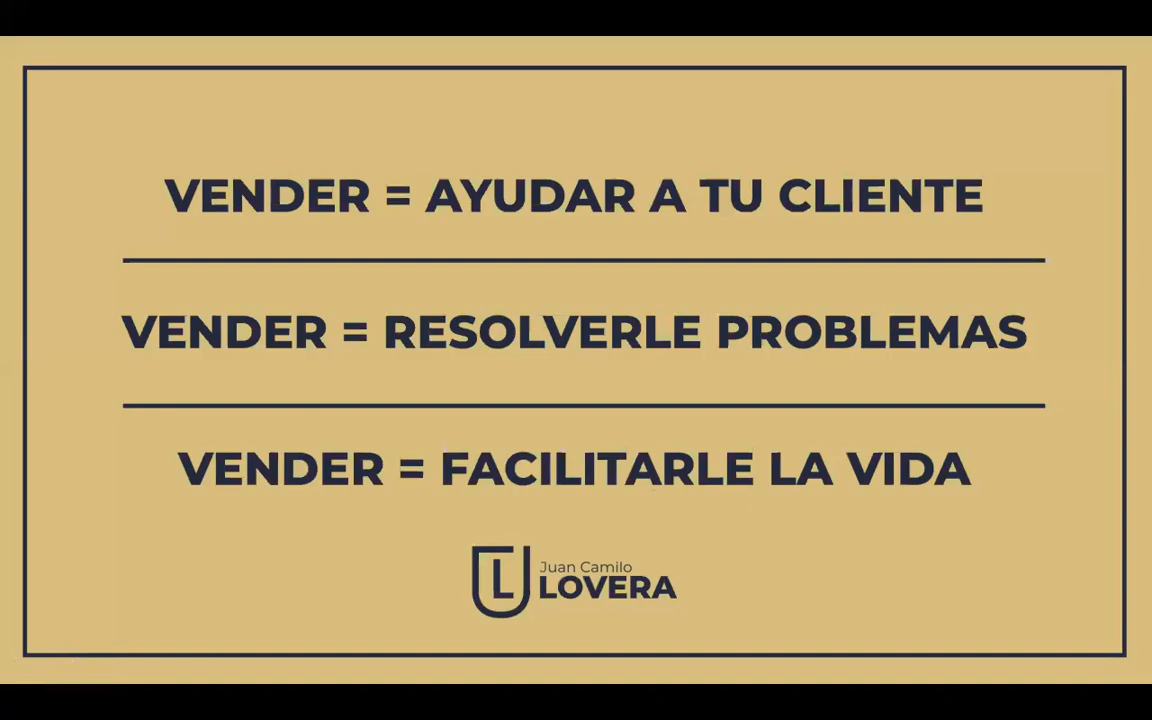 VENDER = AYUDAR A TU CLIENTE
VENDER = RESOLVERLE PROBLEMAS
VENDER = FACILITARLE LA VIDA
Juan Camilo
LOVERA